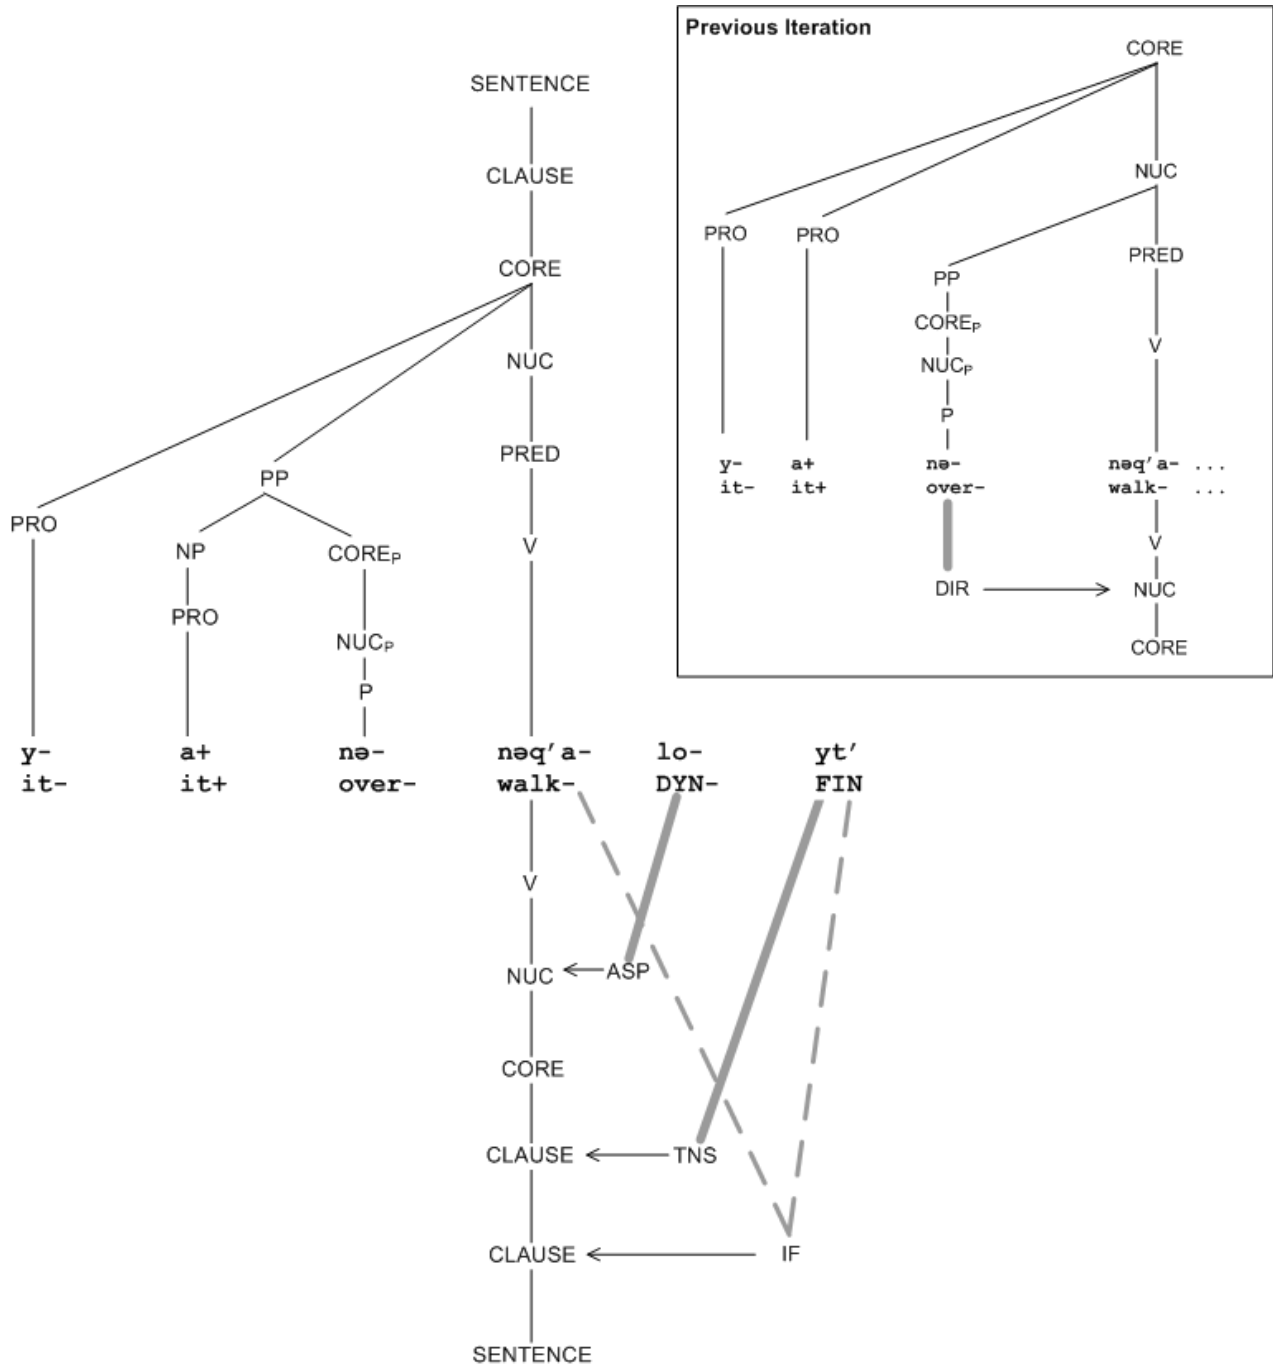 Previous Iteration
CORE
NUC
PRO PRO
PRED
PP
COREP
NUCP
V
P
y- a+ nə- nəq'a- ...
it- it+ over- walk- ...
V
DIR NUC
CORE
SENTENCE
CLAUSE
CORE
NUC
PRED
PP
PRO
NP COREP V
PRO
NUCP
P
y- a+ nə- nəq'a- lo- yt'
it- it+ over- walk- DYN- FIN
V
NUC ASP
CORE
CLAUSE TNS
CLAUSE IF
SENTENCE